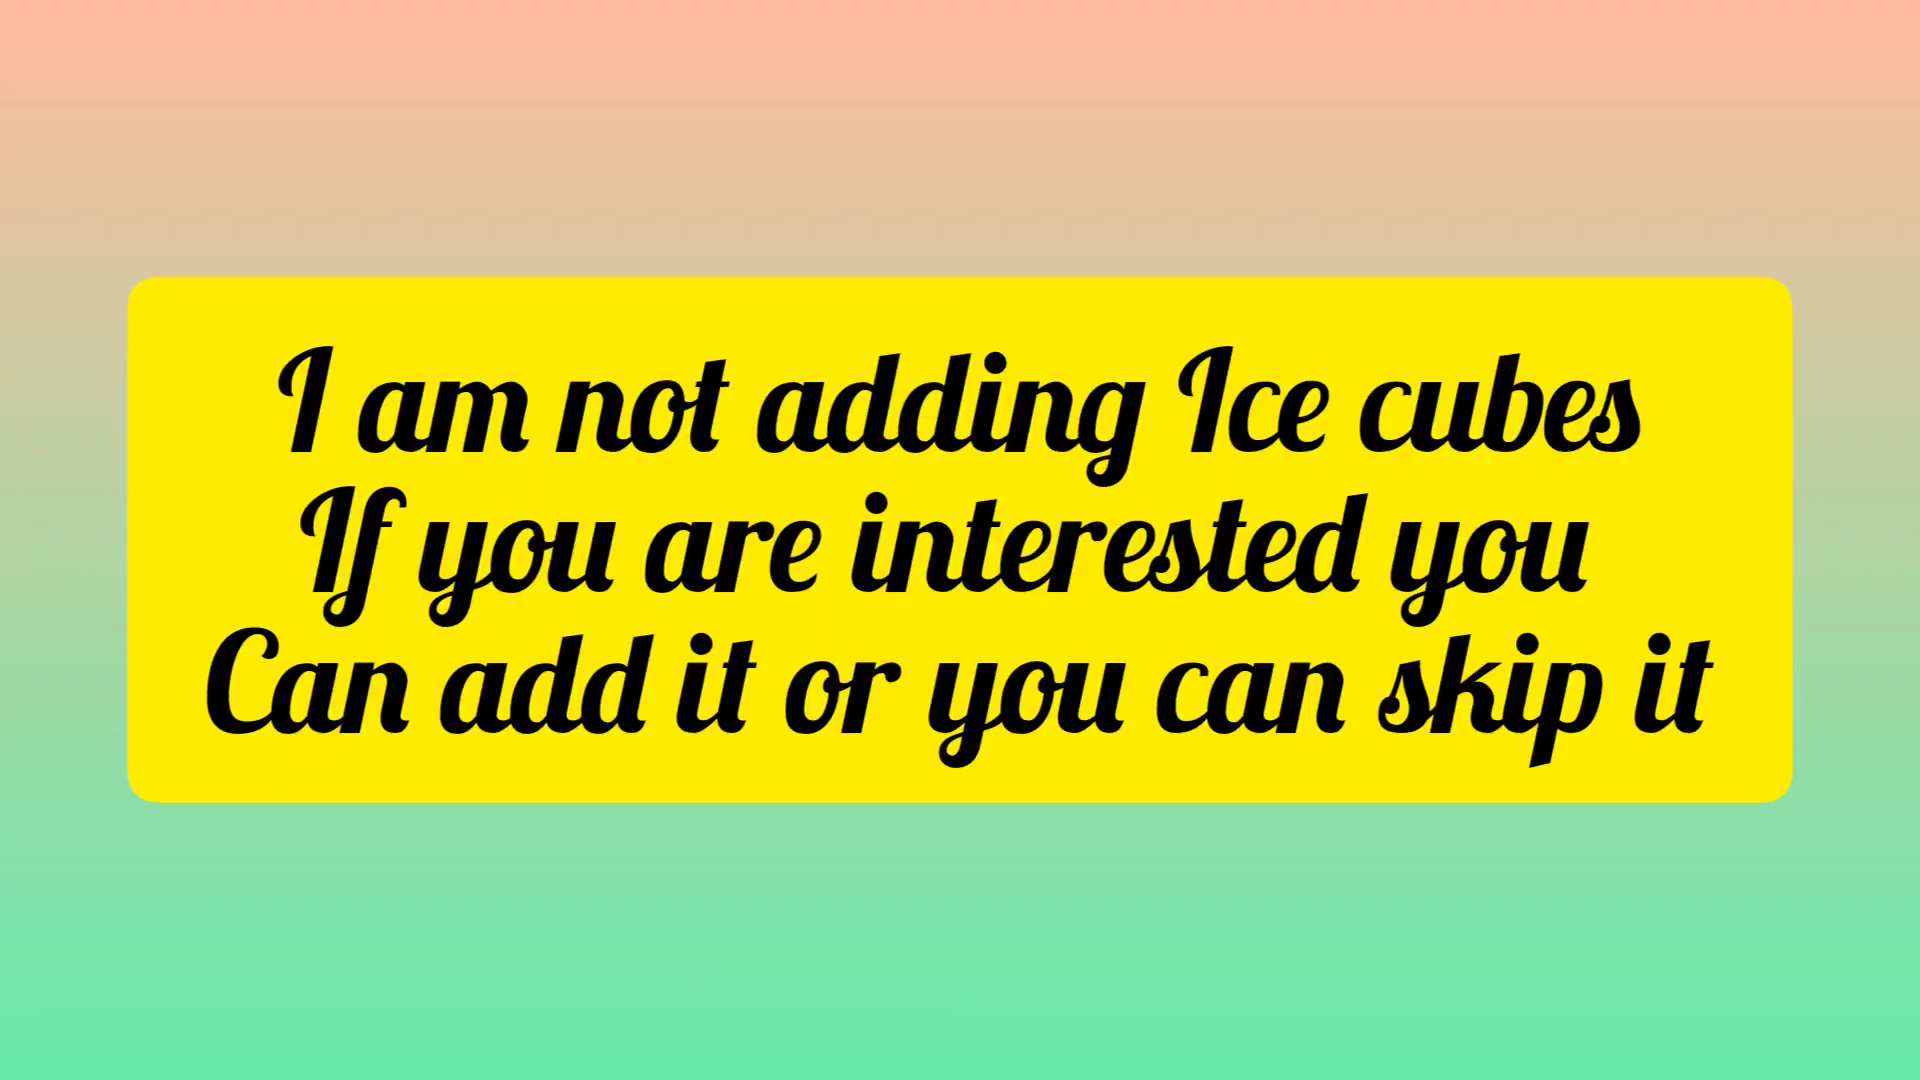 I am not adding Ice cubes
If you are interested you
Can add it or you can skip it